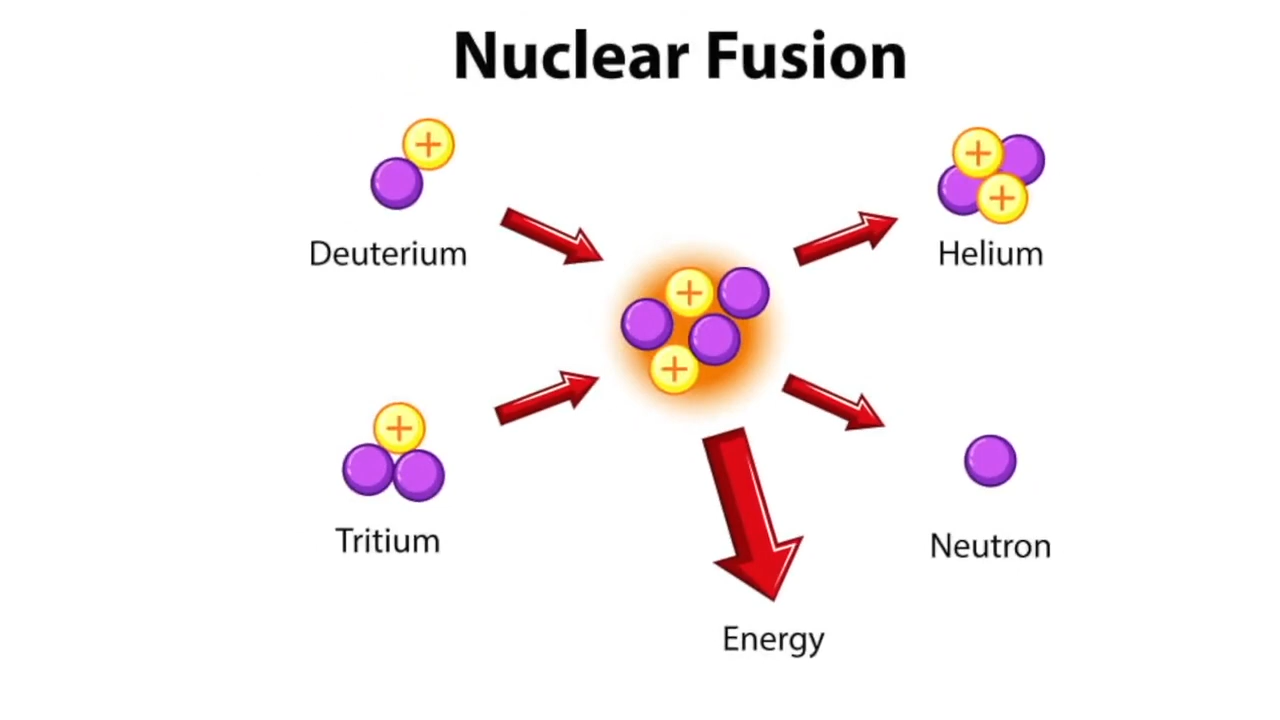 Nuclear Fusion
Deuterium
Helium
Tritium
Neutron
Energy